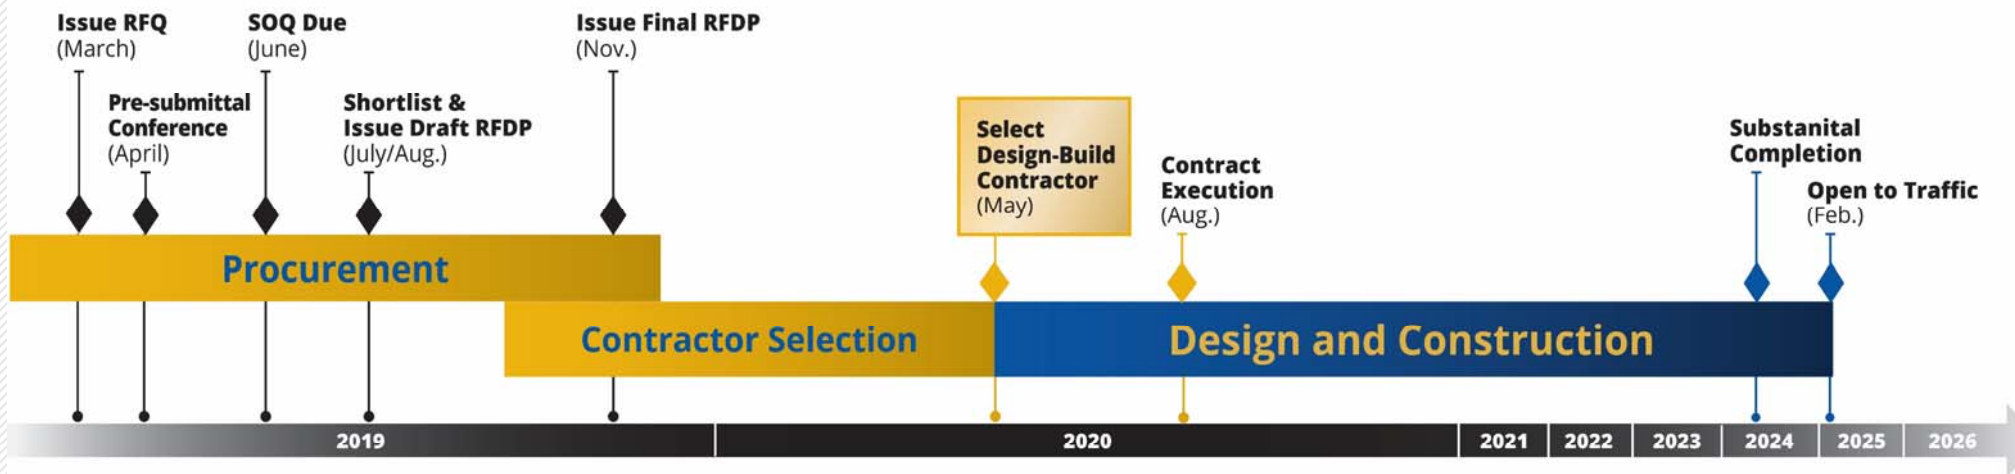 Issue RFQ
(March)
SOQ Due
(June)
Issue Final RFDP
(Nov.)
Pre-submittal
Conference
(April)
Shortlist &
Issue Draft RFDP
(July/Aug.)
Select
Design-Build
Contractor
(May)
Contract
Execution
(Aug.)
Substanital
Completion
Open to Traffic
(Feb.)
Procurement
Contractor Selection
Design and Construction
2019
2020
2021
2022
2023
2024
2025
2026